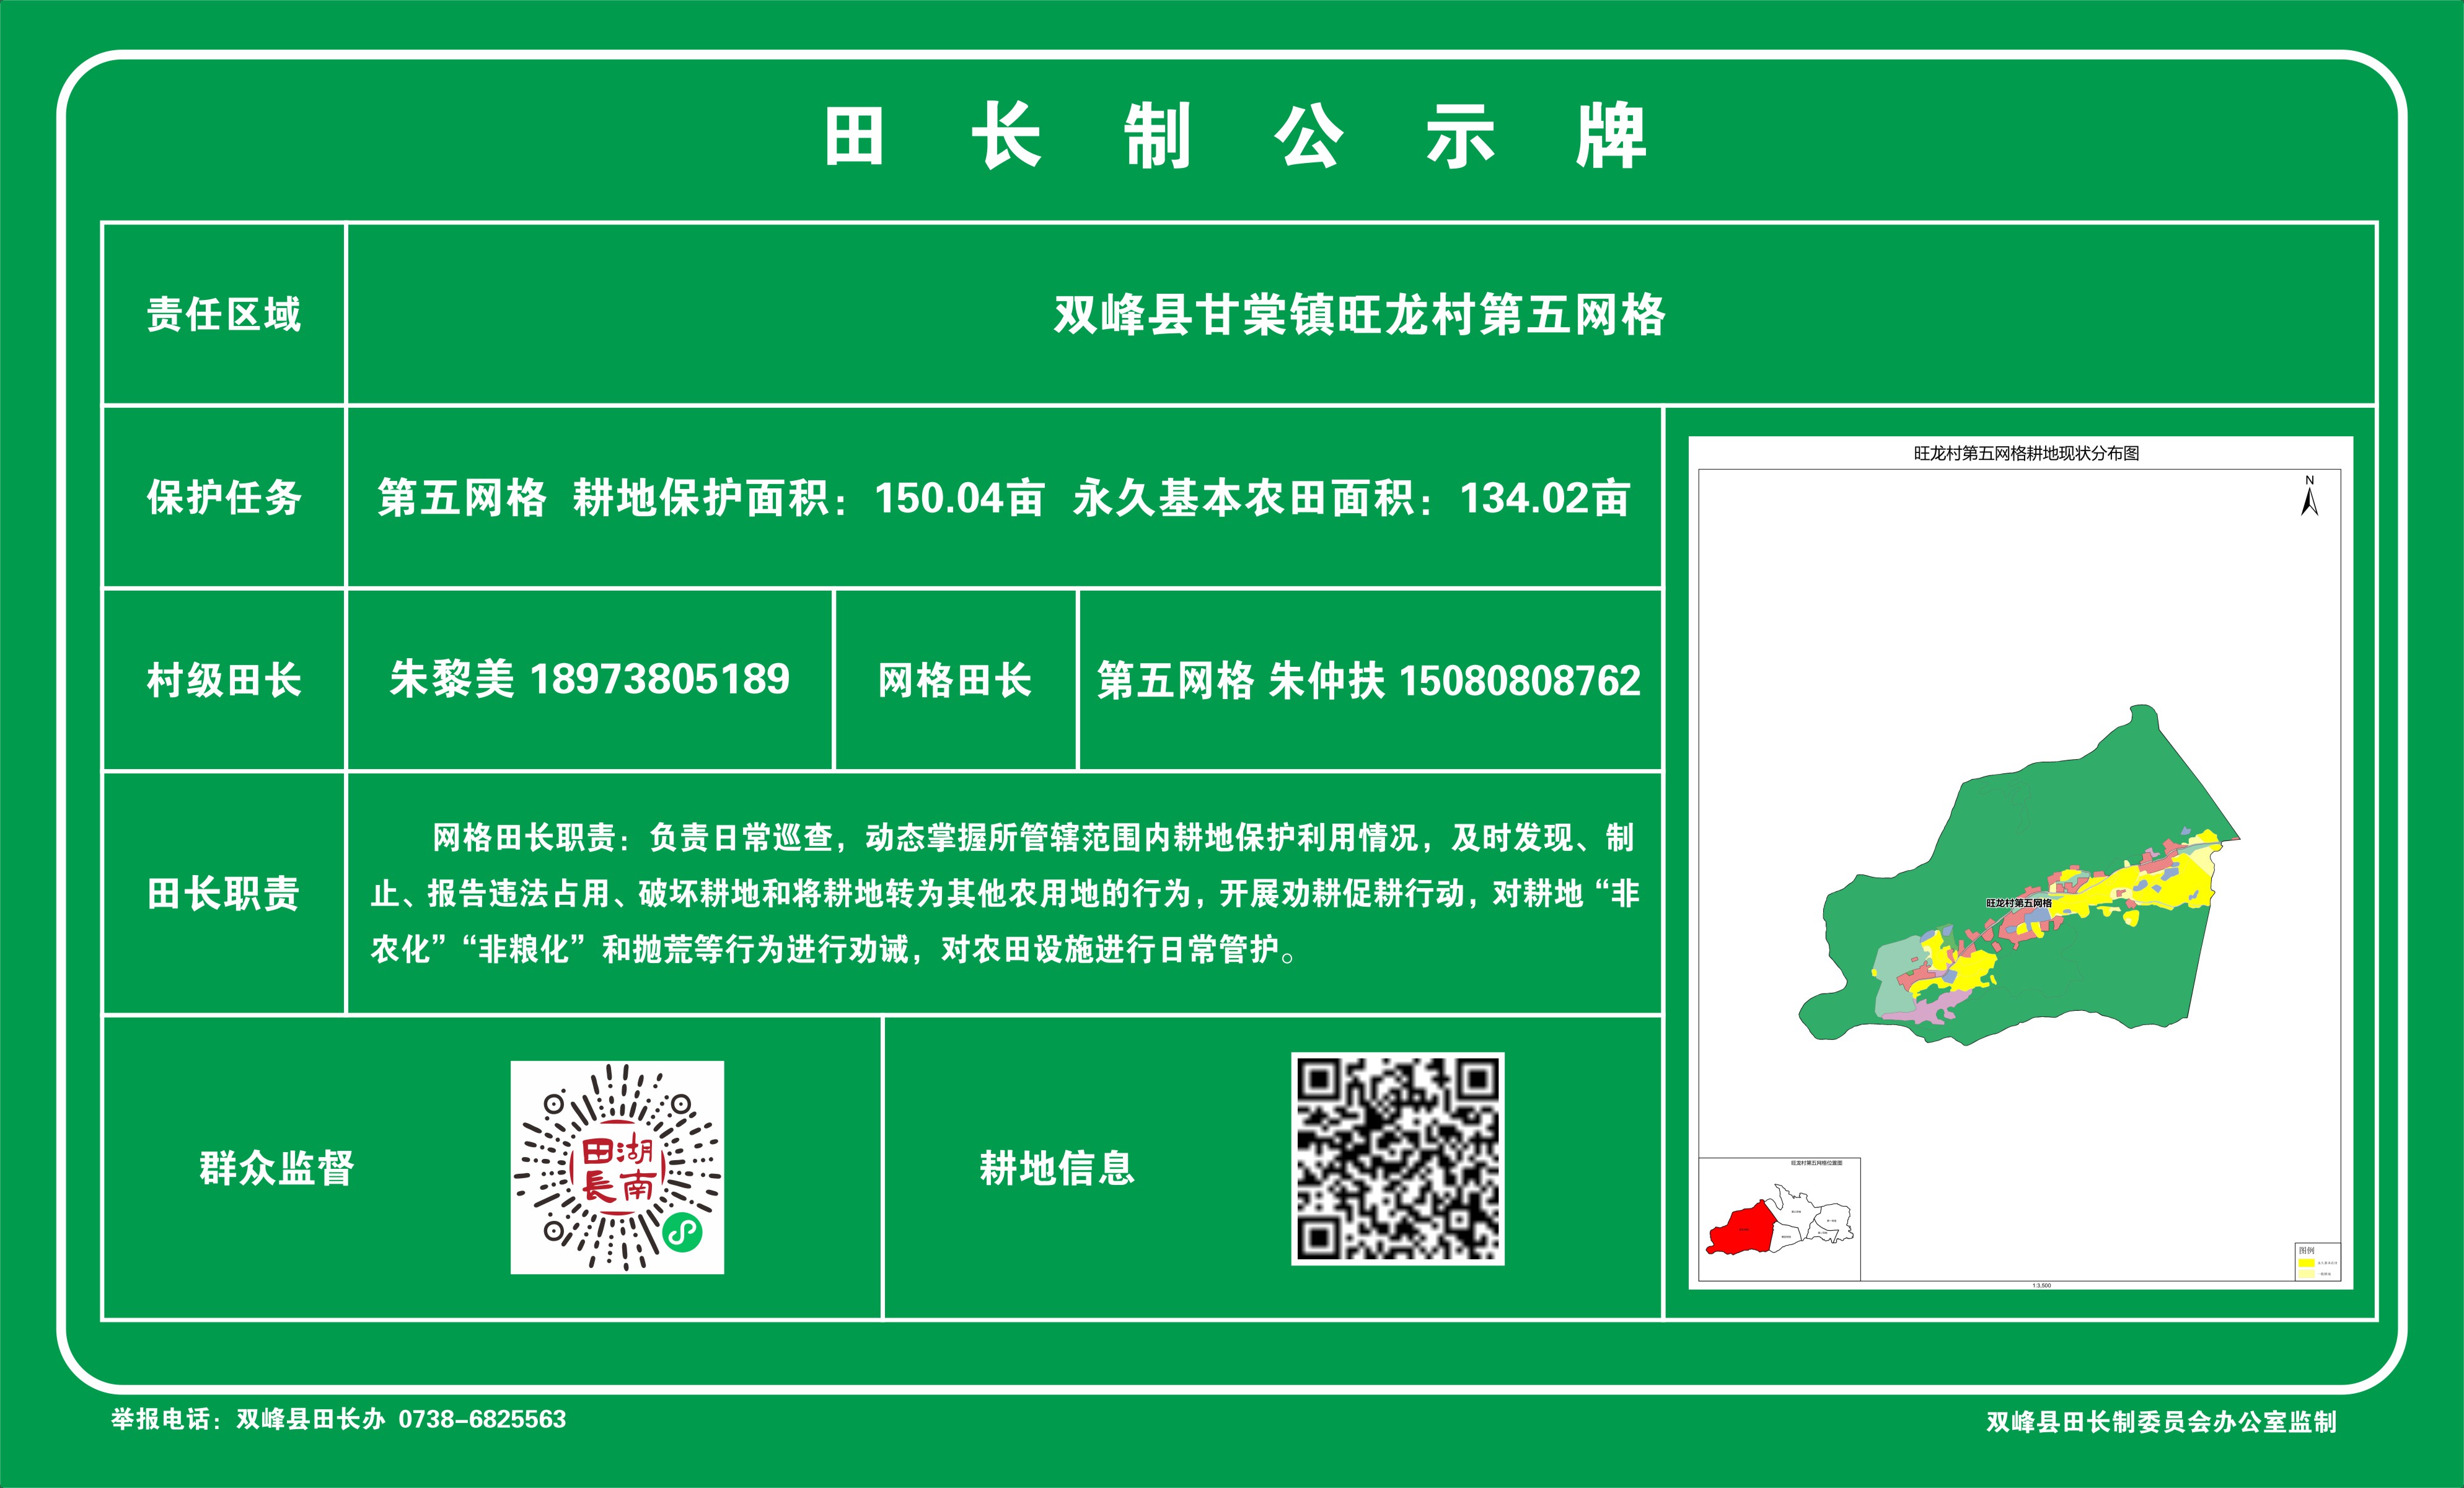 田长制公示牌
责任区域
双峰县甘棠镇旺龙村第五网格
保护任务
第五网格 耕地保护面积：150.04亩 永久基本农田面积：134.02亩
村级田长
朱黎美 18973805189
网格田长
第五网格 朱仲扶 15080808762
田长职责
网格田长职责：负责日常巡查，动态掌握所管辖范围内耕地保护利用情况，及时发现、制
止、报告违法占用、破坏耕地和将耕地转为其他农用地的行为，开展劝耕促耕行动，对耕地“非
农化”“非粮化”和抛荒等行为进行劝诫，对农田设施进行日常管护。
群众监督
田湖
長南
耕地信息
旺龙村第五网格耕地现状分布图
N
旺龙村第五网格
旺龙村第五网格位置图
图例
1:3,500
举报电话：双峰县田长办 0738-6825563
双峰县田长制委员会办公室监制